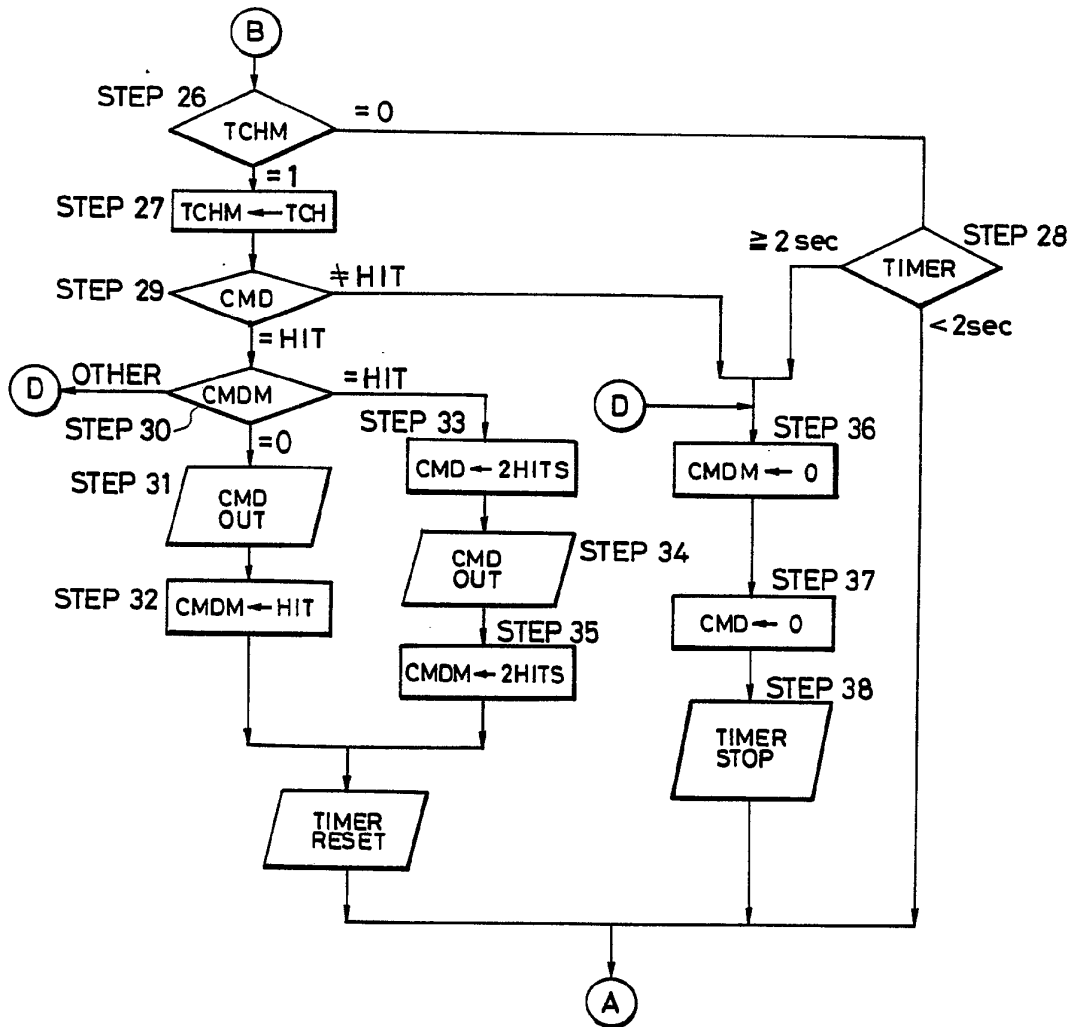 B
STEP 26
= 0
TCHM
= 1
STEP 27
TCHM ← TCH
≧ 2 sec
STEP 28
TIMER
< 2sec
STEP 29
CMD
≠HIT
=HIT
D
OTHER
CMDM
=HIT
STEP 30
=0
D
STEP 33
STEP 36
CMD ← 2HITS
CMDM ← 0
STEP 31
CMD
OUT
CMD
OUT
STEP 34
STEP 32
CMDM ← HIT
STEP 37
CMD ← 0
STEP 35
CMDM ← 2HITS
STEP 38
TIMER
STOP
TIMER
RESET
A